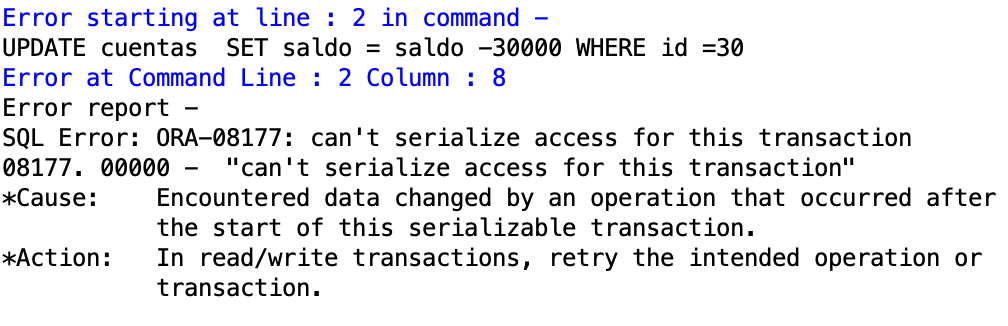 Error starting at line : 2 in command -
UPDATE cuentas  SET saldo = saldo -30000 WHERE id =30
Error at Command Line : 2 Column : 8
Error report -
SQL Error: ORA-08177: can't serialize access for this transaction
08177. 00000 -  "can't serialize access for this transaction"
*Cause:    Encountered data changed by an operation that occurred after
           the start of this serializable transaction.
*Action:   In read/write transactions, retry the intended operation or
           transaction.